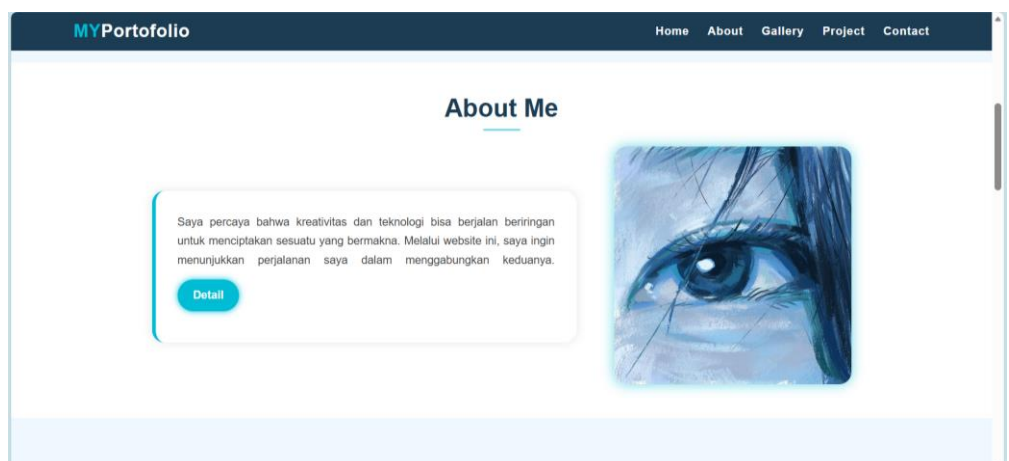 MYPortofolio
Home About Gallery Project Contact
About Me
Saya percaya bahwa kreativitas dan teknologi bisa berjalan beriringan
untuk menciptakan sesuatu yang bermakna. Melalui website ini, saya ingin
menunjukkan perjalanan saya dalam menggabungkan keduanya.
Detail